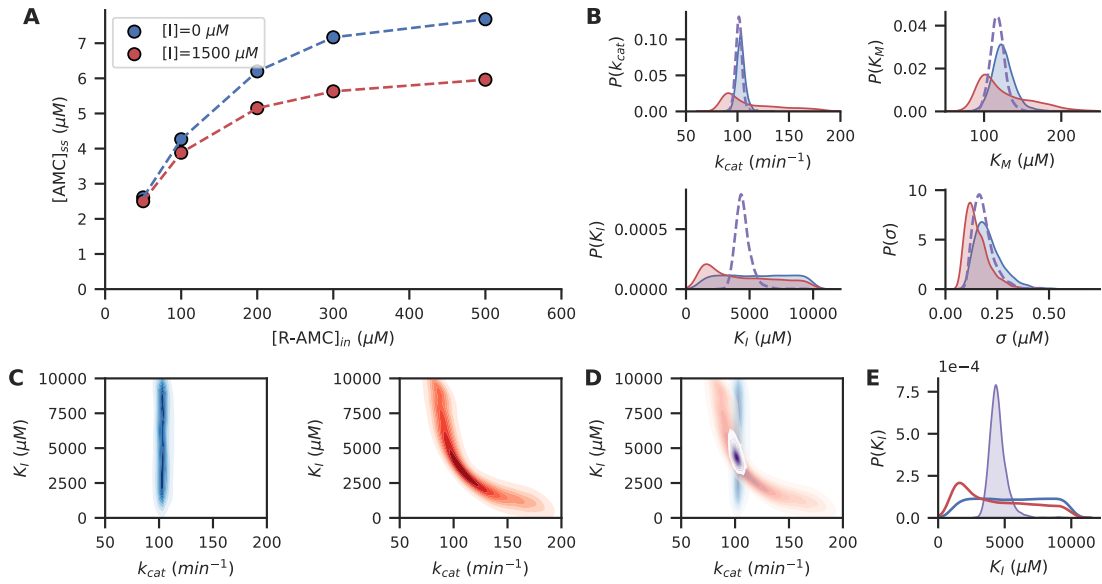 A
[I]=0 μM
[I]=1500 μM
7
6
5
4
3
2
1
0
[AMC]ss (μM)
0 100 200 300 400 500 600
[R-AMC]in (μM)
B
0.10
0.05
0.00
P(kcat)
50 100 150 200
kcat (min⁻¹)
0.04
0.02
0.00
P(KM)
100 200
KM (μM)
0.0005
0.0000
P(KI)
0 5000 10000
KI (μM)
10
5
0
P(σ)
0.00 0.25 0.50
σ (μM)
C
10000
7500
5000
2500
0
KI (μM)
50 100 150 200
kcat (min⁻¹)
10000
7500
5000
2500
0
KI (μM)
50 100 150 200
kcat (min⁻¹)
D
10000
7500
5000
2500
0
KI (μM)
50 100 150 200
kcat (min⁻¹)
E
1e−4
7.5
5.0
2.5
0.0
P(KI)
0 5000 10000
KI (μM)